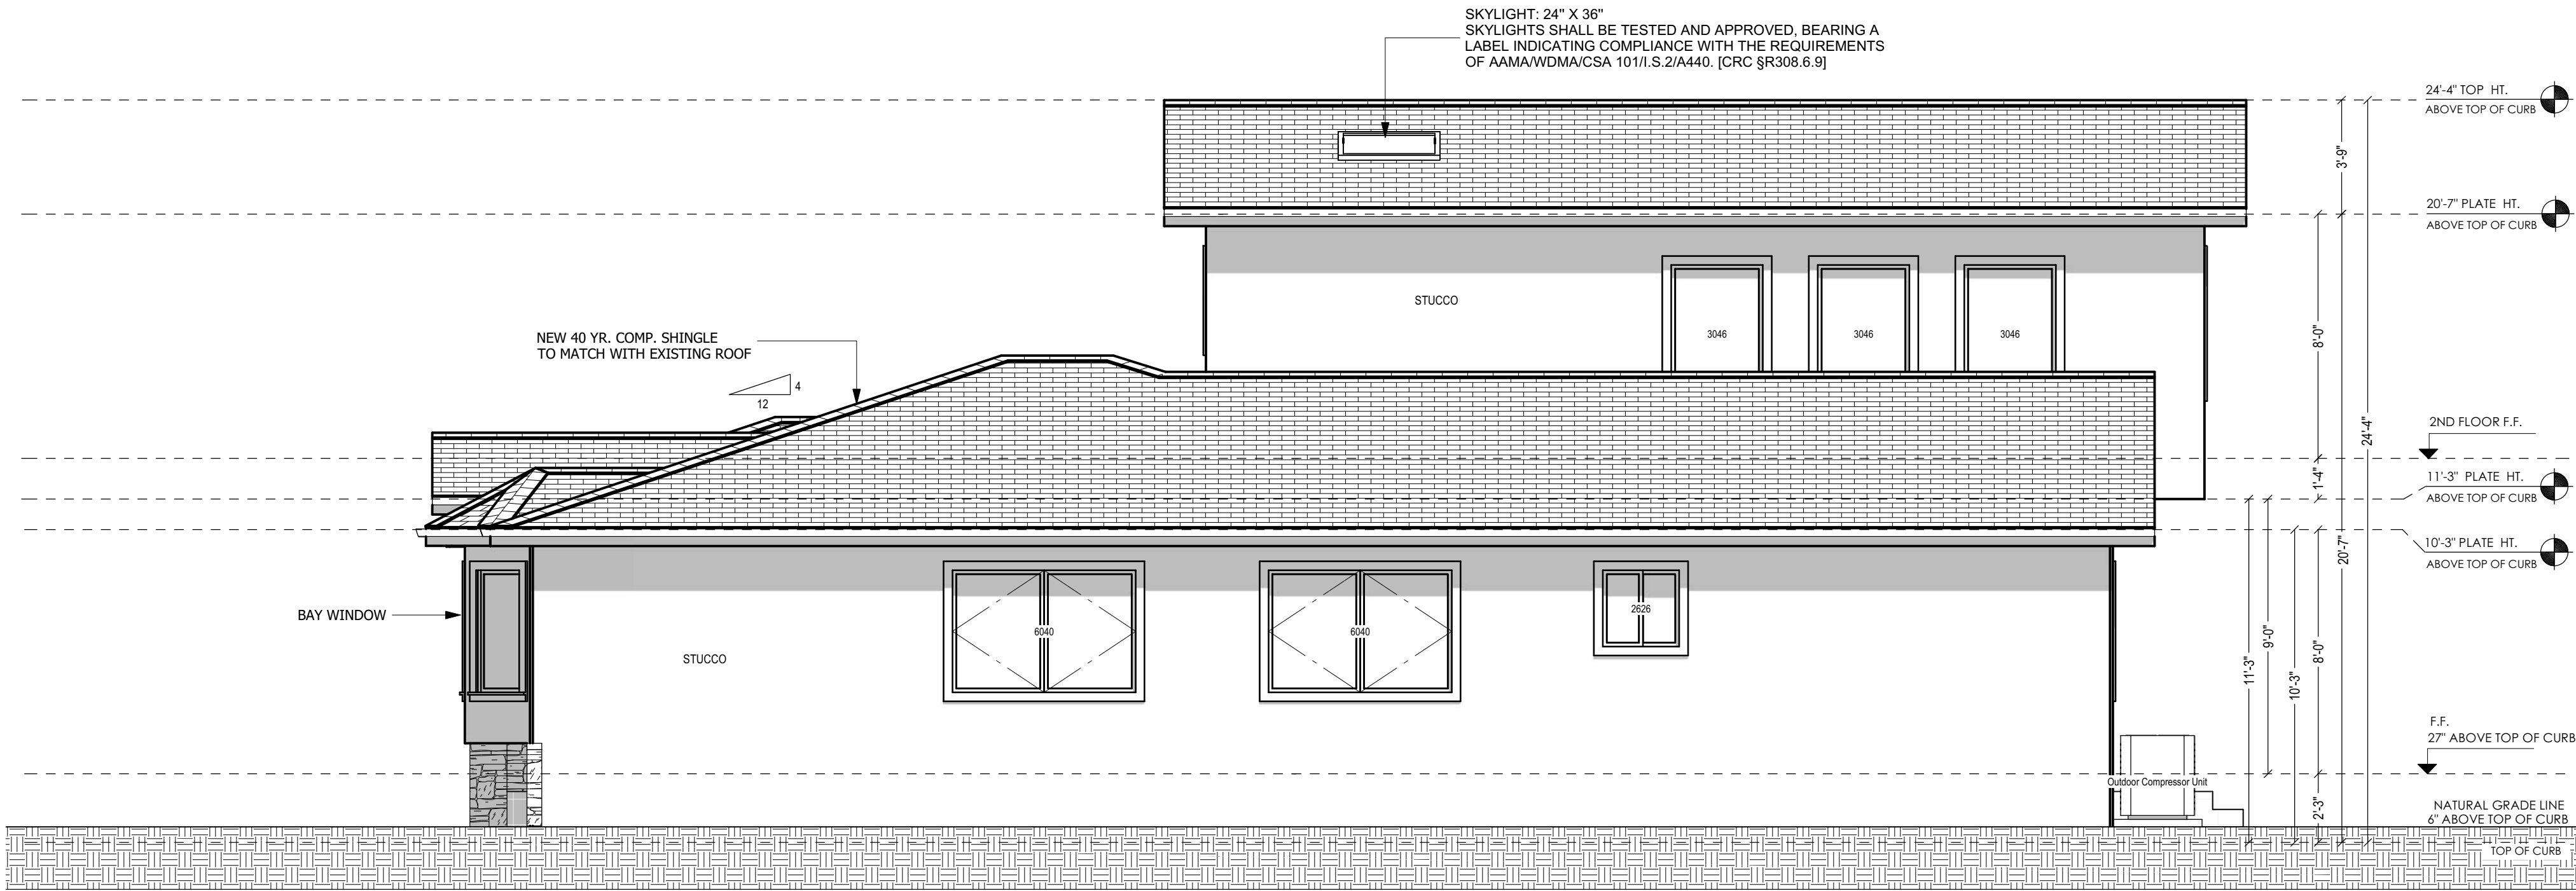 SKYLIGHT: 24" X 36"
SKYLIGHTS SHALL BE TESTED AND APPROVED, BEARING A
LABEL INDICATING COMPLIANCE WITH THE REQUIREMENTS
OF AAMA/WDMA/CSA 101/I.S.2/A440. [CRC §R308.6.9]
24'-4" TOP HT.
ABOVE TOP OF CURB
3'-9"
20'-7" PLATE HT.
ABOVE TOP OF CURB
STUCCO
3046
3046
3046
8'-0"
NEW 40 YR. COMP. SHINGLE
TO MATCH WITH EXISTING ROOF
4
12
24'-4"
2ND FLOOR F.F.
1'-4"
11'-3" PLATE HT.
ABOVE TOP OF CURB
20'-7"
10'-3" PLATE HT.
ABOVE TOP OF CURB
BAY WINDOW
STUCCO
6040
6040
2626
11'-3"
9'-0"
10'-3"
8'-0"
F.F.
27" ABOVE TOP OF CURB
Outdoor Compressor Unit
2'-3"
NATURAL GRADE LINE
6" ABOVE TOP OF CURB
TOP OF CURB